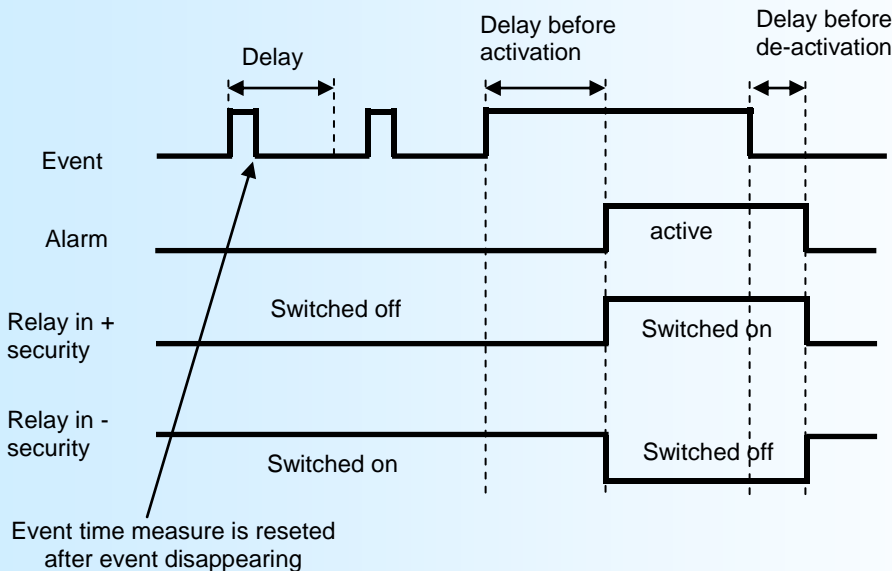 Delay
Delay before
activation
Delay before
de-activation
Event
Alarm
active
Relay in +
security
Switched off
Switched on
Relay in -
security
Switched on
Switched off
Event time measure is reseted
after event disappearing